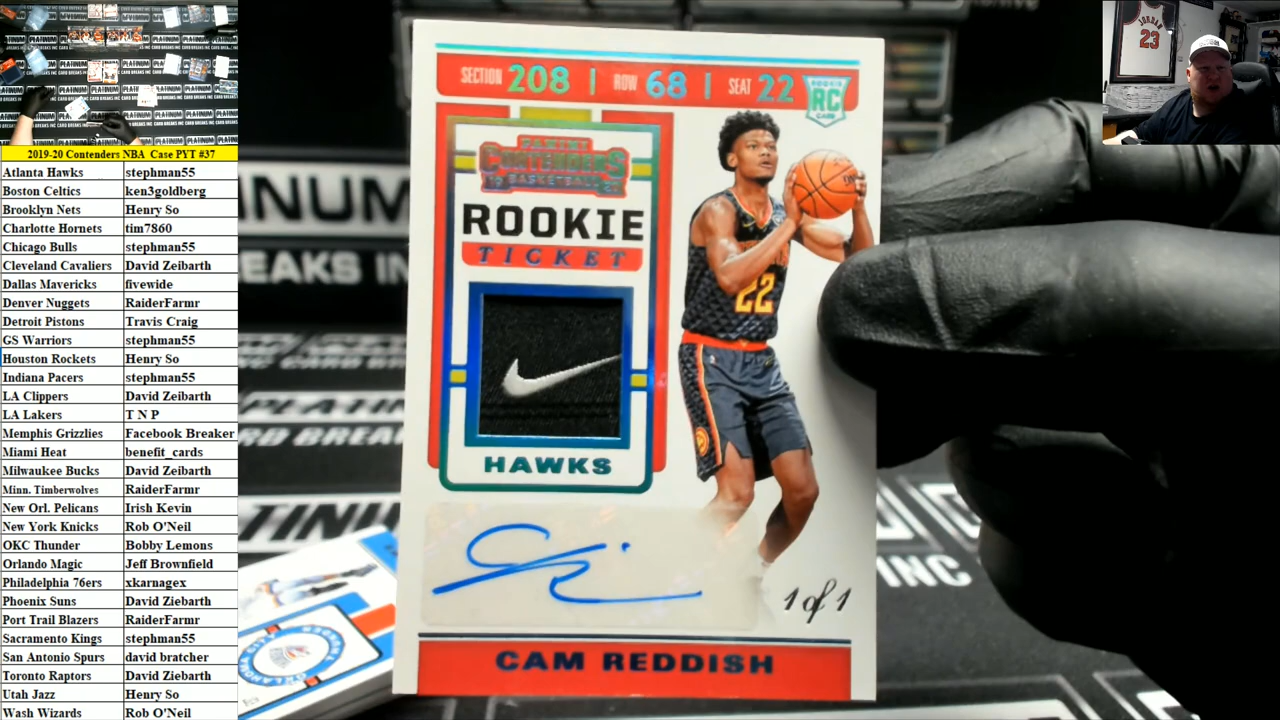 2019-20 Contenders NBA Case PYT #37
Atlanta Hawks stephman55
Boston Celtics ken3goldberg
Brooklyn Nets Henry So
Charlotte Hornets tim7860
Chicago Bulls stephman55
Cleveland Cavaliers David Zeibarth
Dallas Mavericks fivewide
Denver Nuggets RaiderFarmr
Detroit Pistons Travis Craig
GS Warriors stephman55
Houston Rockets Henry So
Indiana Pacers stephman55
LA Clippers David Zeibarth
LA Lakers T N P
Memphis Grizzlies Facebook Breaker
Miami Heat benefit_cards
Milwaukee Bucks David Zeibarth
Minn. Timberwolves RaiderFarmr
New Orl. Pelicans Irish Kevin
New York Knicks Rob O'Neil
OKC Thunder Bobby Lemons
Orlando Magic Jeff Brownfield
Philadelphia 76ers xkarnagex
Phoenix Suns David Ziebarth
Port Trail Blazers RaiderFarmr
Sacramento Kings stephman55
San Antonio Spurs david bratcher
Toronto Raptors David Ziebarth
Utah Jazz Henry So
Wash Wizards Rob O'Neil
SECTION 208 | ROW 68 | SEAT 22
ROOKIE
RC
CARD
PANINI
CONTENDERS
BASKETBALL
ROOKIE
TICKET
HAWKS
22
1 of 1
CAM REDDISH
JORDAN
23
INC